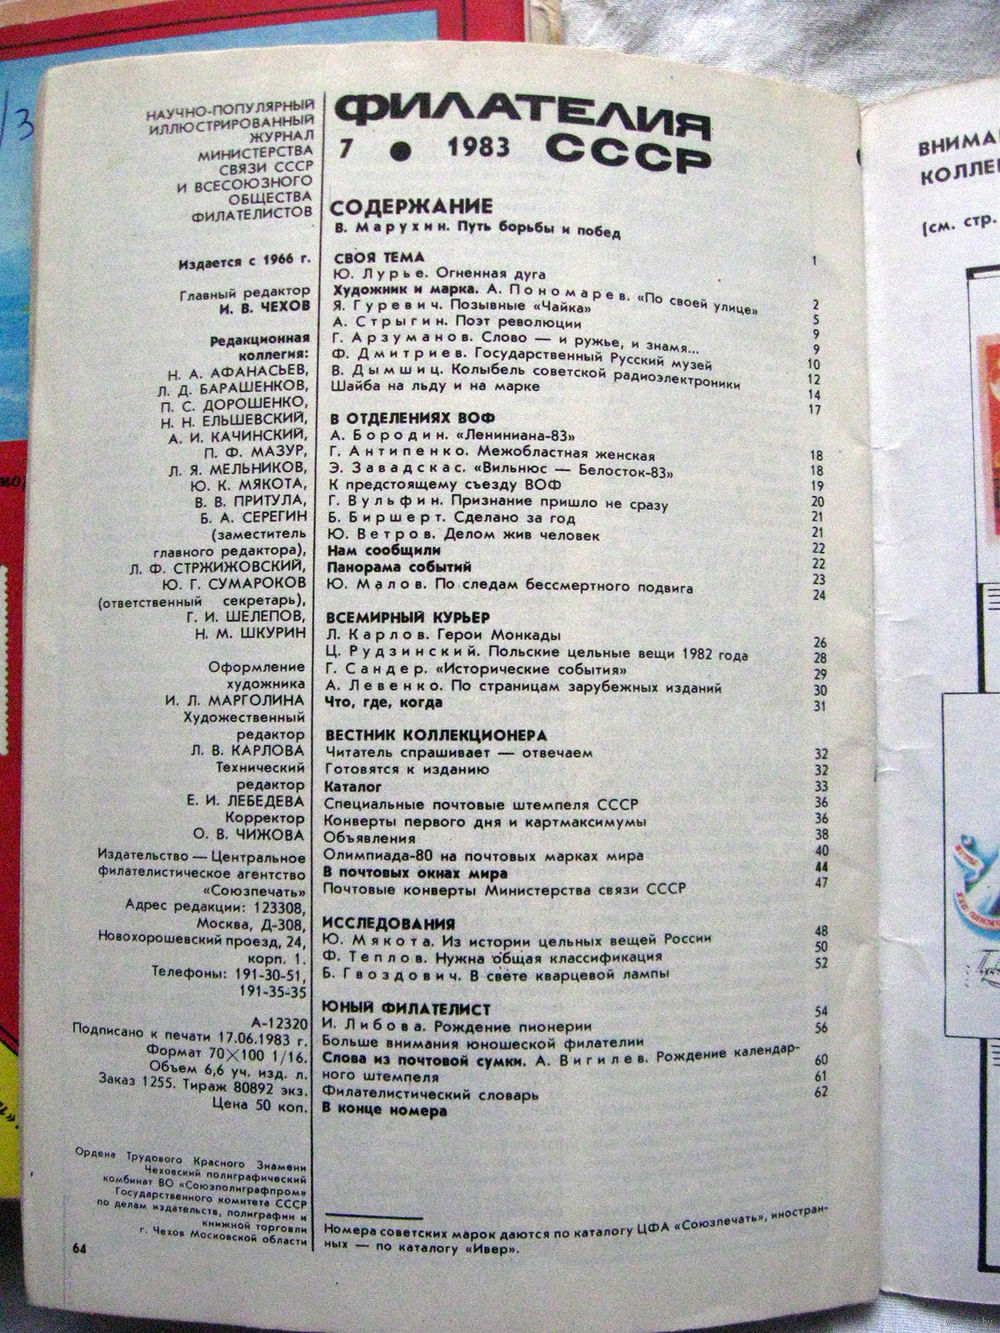 НАУЧНО-ПОПУЛЯРНЫЙ
ИЛЛЮСТРИРОВАННЫЙ
ЖУРНАЛ
МИНИСТЕРСТВА
СВЯЗИ СССР
И ВСЕСОЮЗНОГО
ОБЩЕСТВА
ФИЛАТЕЛИСТОВ
Издается с 1966 г.
Главный редактор
И. В. ЧЕХОВ
Редакционная
коллегия:
Н. А. АФАНАСЬЕВ,
Л. Д. БАРАШЕНКОВ,
П. С. ДОРОШЕНКО,
Н. Н. ЕЛЬШЕВСКИЙ,
А. И. КАЧИНСКИЙ,
П. Ф. МАЗУР,
Л. Я. МЕЛЬНИКОВ,
Ю. К. МЯКОТА,
В. В. ПРИТУЛА,
Б. А. СЕРЕГИН
(заместитель
главного редактора),
Л. Ф. СТРЖИЖОВСКИЙ,
Ю. Г. СУМАРОКОВ
(ответственный секретарь),
Г. И. ШЕЛЕПОВ,
Н. М. ШКУРИН
Оформление
художника
И. Л. МАРГОЛИНА
Художественный
редактор
Л. В. КАРЛОВА
Технический
редактор
Е. И. ЛЕБЕДЕВА
Корректор
О. В. ЧИЖОВА
Издательство — Центральное
филателистическое агентство
«Союзпечать»
Адрес редакции: 123308,
Москва, Д-308,
Новохорошевский проезд, 24,
корп. 1.
Телефоны: 191-30-51,
191-35-35
А-12320
Подписано к печати 17.06.1983 г.
Формат 70×100 1/16.
Объем 6,6 уч. изд. л.
Заказ 1255. Тираж 80892 экз.
Цена 50 коп.
Ордена Трудового Красного Знамени
Чеховский полиграфический
комбинат ВО «Союзполиграфпром»
Государственного комитета СССР
по делам издательств, полиграфии и
книжной торговли
г. Чехов Московской области
64
ФИЛАТЕЛИЯ
7 ● 1983 СССР
СОДЕРЖАНИЕ
В. Марухин. Путь борьбы и побед 1
СВОЯ ТЕМА
Ю. Лурье. Огненная дуга 2
Художник и марка. А. Пономарев. «По своей улице» 5
Я. Гуревич. Позывные «Чайка» 9
А. Стрыгин. Поэт революции 9
Г. Арзуманов. Слово — и ружье, и знамя... 10
Ф. Дмитриев. Государственный Русский музей 12
В. Дымшиц. Колыбель советской радиоэлектроники 14
Шайба на льду и на марке 17
В ОТДЕЛЕНИЯХ ВОФ
А. Бородин. «Лениниана-83» 18
Г. Антипенко. Межобластная женская 18
Э. Завадскас. «Вильнюс — Белосток-83» 19
К предстоящему съезду ВОФ 20
Г. Вульфин. Признание пришло не сразу 21
Б. Биршерт. Сделано за год 21
Ю. Ветров. Делом жив человек 22
Нам сообщили 22
Панорама событий 23
Ю. Малов. По следам бессмертного подвига 24
ВСЕМИРНЫЙ КУРЬЕР
Л. Карлов. Герои Монкады 26
Ц. Рудзинский. Польские цельные вещи 1982 года 28
Г. Сандер. «Исторические события» 29
А. Левенко. По страницам зарубежных изданий 30
Что, где, когда 31
ВЕСТНИК КОЛЛЕКЦИОНЕРА
Читатель спрашивает — отвечаем 32
Готовятся к изданию 32
Каталог 33
Специальные почтовые штемпеля СССР 36
Конверты первого дня и картмаксимумы 36
Объявления 38
Олимпиада-80 на почтовых марках мира 40
В почтовых окнах мира 44
Почтовые конверты Министерства связи СССР 47
ИССЛЕДОВАНИЯ
Ю. Мякота. Из истории цельных вещей России 48
Ф. Теплов. Нужна общая классификация 50
Б. Гвоздович. В свете кварцевой лампы 52
ЮНЫЙ ФИЛАТЕЛИСТ
И. Либова. Рождение пионерии 54
Больше внимания юношеской филателии 56
Слова из почтовой сумки. А. Вигилев. Рождение календар-
ного штемпеля 60
Филателистический словарь 61
В конце номера 62
Номера советских марок даются по каталогу ЦФА «Союзпечать», иностран-
ных — по каталогу «Ивер».
ВНИМА
КОЛЛЕ
(см. стр.